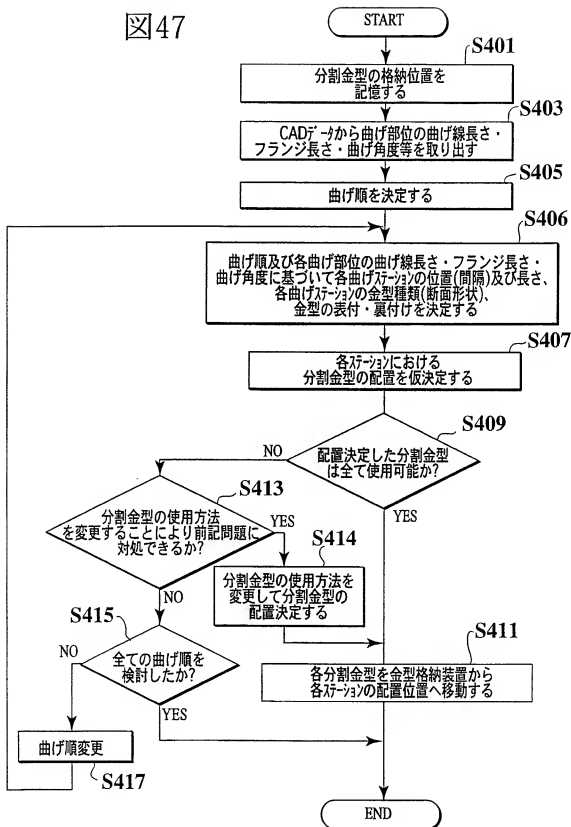 図47
START
S401
分割金型の格納位置を
記憶する
S403
CADデータから曲げ部位の曲げ線長さ・
フランジ長さ・曲げ角度等を取り出す
S405
曲げ順を決定する
S406
曲げ順及び各曲げ部位の曲げ線長さ・フランジ長さ・
曲げ角度に基づいて各曲げステーションの位置(間隔)及び長さ、
各曲げステーションの金型種類(断面形状)、
金型の表付・裏付けを決定する
S407
各ステーションにおける
分割金型の配置を仮決定する
S409
配置決定した分割金型
は全て使用可能か?
NO
YES
S413
分割金型の使用方法
を変更することにより前記問題に
対処できるか?
YES
NO
S414
分割金型の使用方法を
変更して分割金型の
配置決定する
S415
全ての曲げ順を
検討したか?
NO
YES
S411
各分割金型を金型格納装置から
各ステーションの配置位置へ移動する
曲げ順変更
S417
END